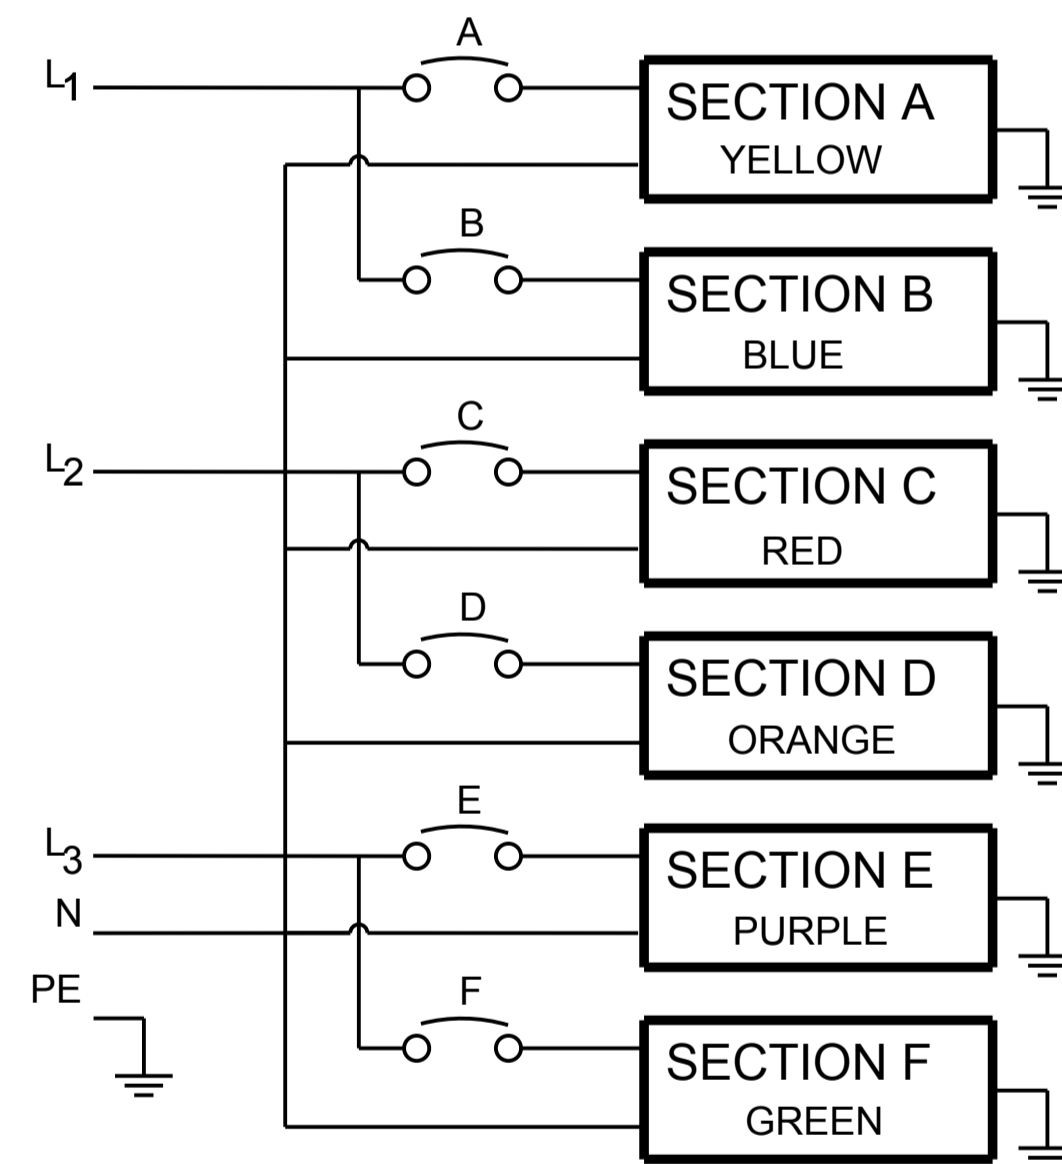 A
L1
SECTION A
YELLOW
B
SECTION B
BLUE
C
L2
SECTION C
RED
D
SECTION D
ORANGE
E
L3
SECTION E
N
PURPLE
PE
F
SECTION F
GREEN